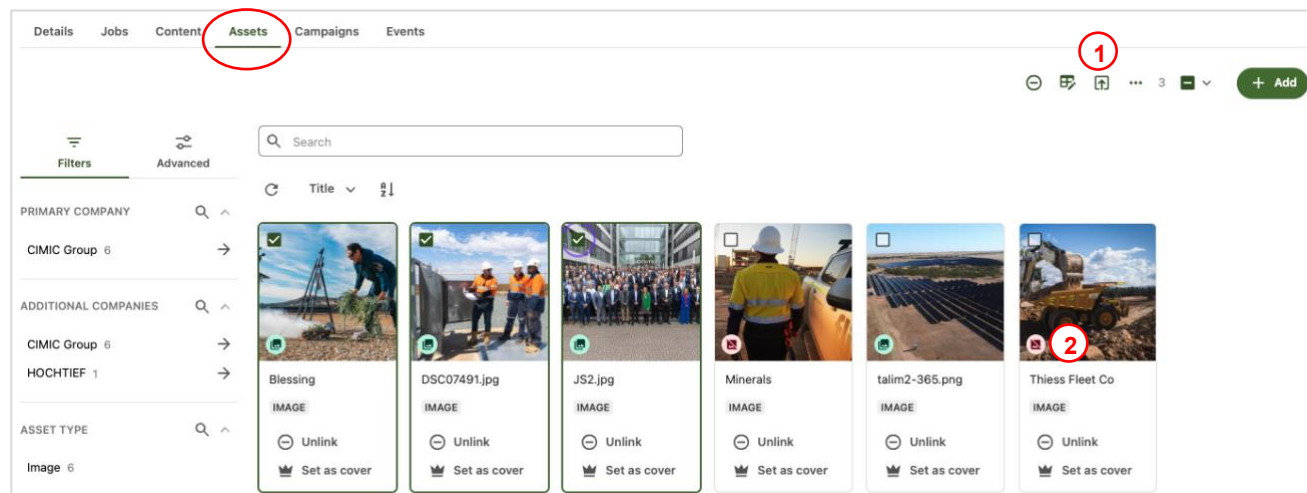 Details Jobs Content Assets Campaigns Events
1
3 + Add
Search
Filters Advanced
Title
PRIMARY COMPANY
CIMIC Group 6
ADDITIONAL COMPANIES
CIMIC Group 6
HOCHTIEF 1
2
Blessing DSC07491.jpg JS2.jpg Minerals talim2-365.png Thiess Fleet Co
IMAGE IMAGE IMAGE IMAGE IMAGE IMAGE
ASSET TYPE
Unlink Unlink Unlink Unlink Unlink Unlink
Image 6
Set as cover Set as cover Set as cover Set as cover Set as cover Set as cover